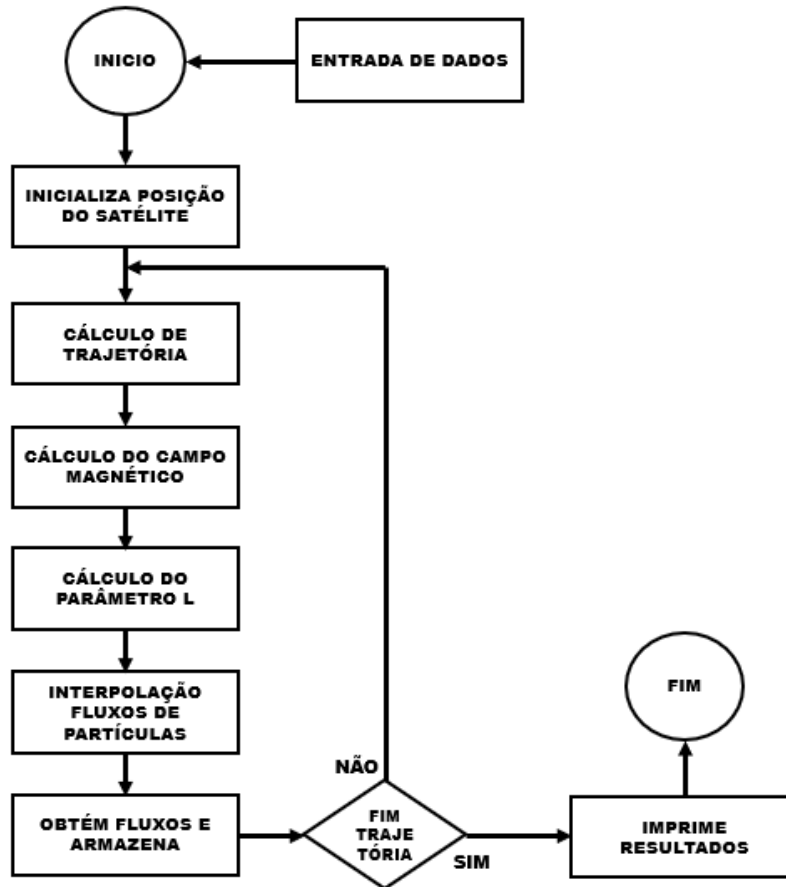 INICIO
ENTRADA DE DADOS
INICIALIZA POSIÇÃO
DO SATÉLITE
CÁLCULO DE
TRAJETÓRIA
CÁLCULO DO CAMPO
MAGNÉTICO
CÁLCULO DO
PARÂMETRO L
INTERPOLAÇÃO
FLUXOS DE
PARTÍCULAS
OBTÉM FLUXOS E
ARMAZENA
NÃO
FIM
TRAJE
TÓRIA
SIM
IMPRIME
RESULTADOS
FIM